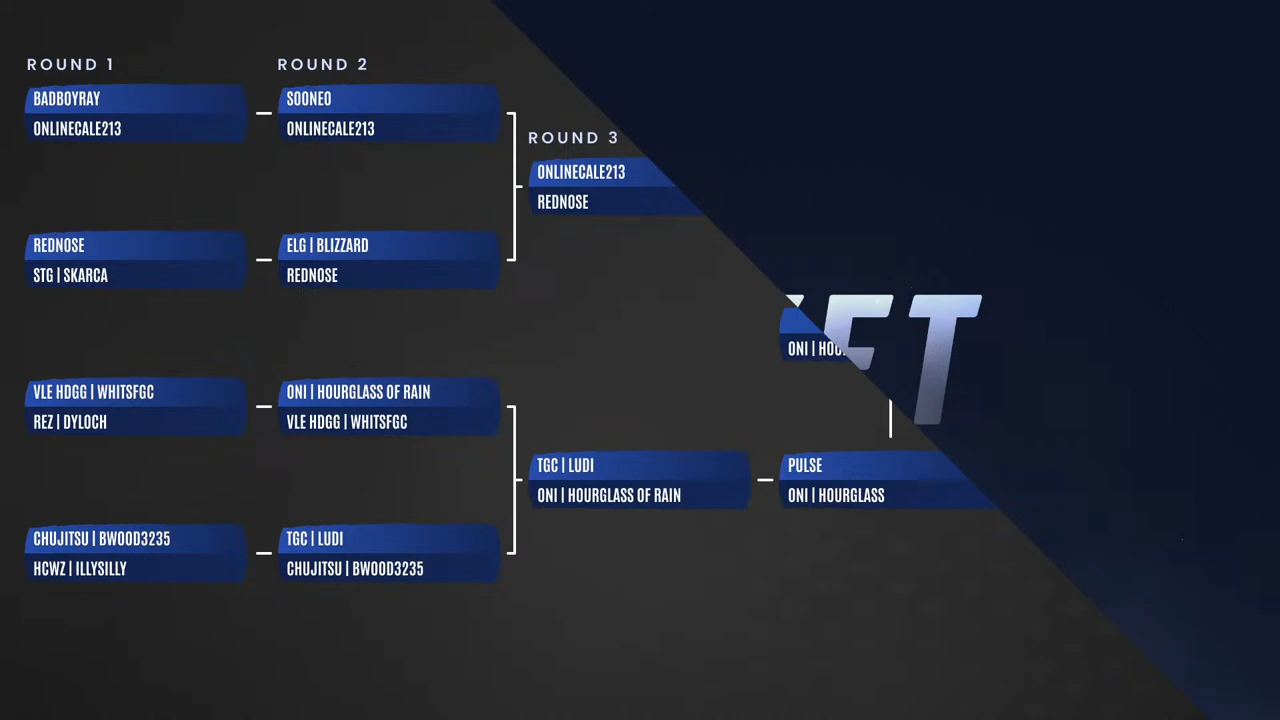 ROUND 1
BADBOYRAY
ONLINECALE213
REDNOSE
STG | SKARCA
VLE HDGG | WHITSFGC
REZ | DYLOCH
CHUJITSU | BWOOD3235
HCWZ | ILLYSILLY
ROUND 2
SOONEO
ONLINECALE213
ELG | BLIZZARD
REDNOSE
ONI | HOURGLASS OF RAIN
VLE HDGG | WHITSFGC
TGC | LUDI
CHUJITSU | BWOOD3235
ROUND 3
ONLINECALE213
REDNOSE
TGC | LUDI
ONI | HOURGLASS OF RAIN
ONI |
PULSE
ONI | HOURGLASS